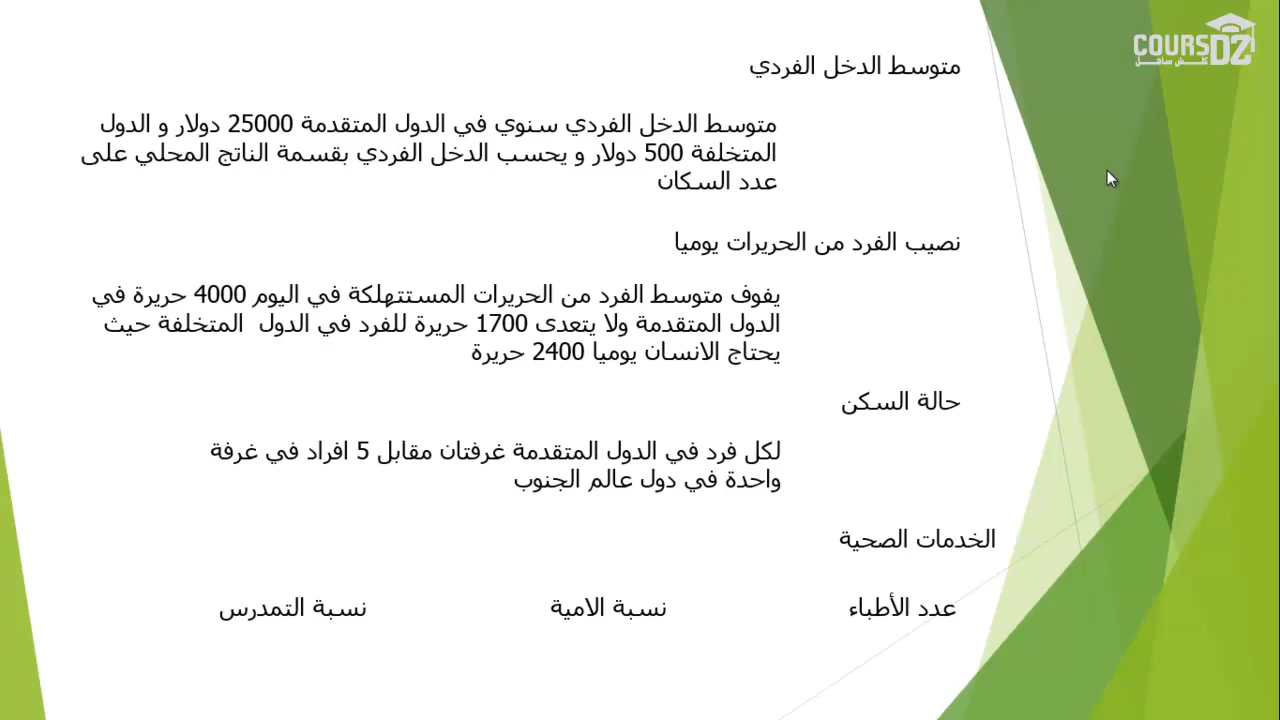 COURSDZ
كلش ساهل
متوسط الدخل الفردي
متوسط الدخل الفردي سنوي في الدول المتقدمة 25000 دولار و الدول
المتخلفة 500 دولار و يحسب الدخل الفردي بقسمة الناتج المحلي على
عدد السكان
نصيب الفرد من الحريرات يوميا
يفوف متوسط الفرد من الحريرات المستتهلكة في اليوم 4000 حريرة في
الدول المتقدمة ولا يتعدى 1700 حريرة للفرد في الدول المتخلفة حيث
يحتاج الانسان يوميا 2400 حريرة
حالة السكن
لكل فرد في الدول المتقدمة غرفتان مقابل 5 افراد في غرفة
واحدة في دول عالم الجنوب
الخدمات الصحية
عدد الأطباء نسبة الامية نسبة التمدرس